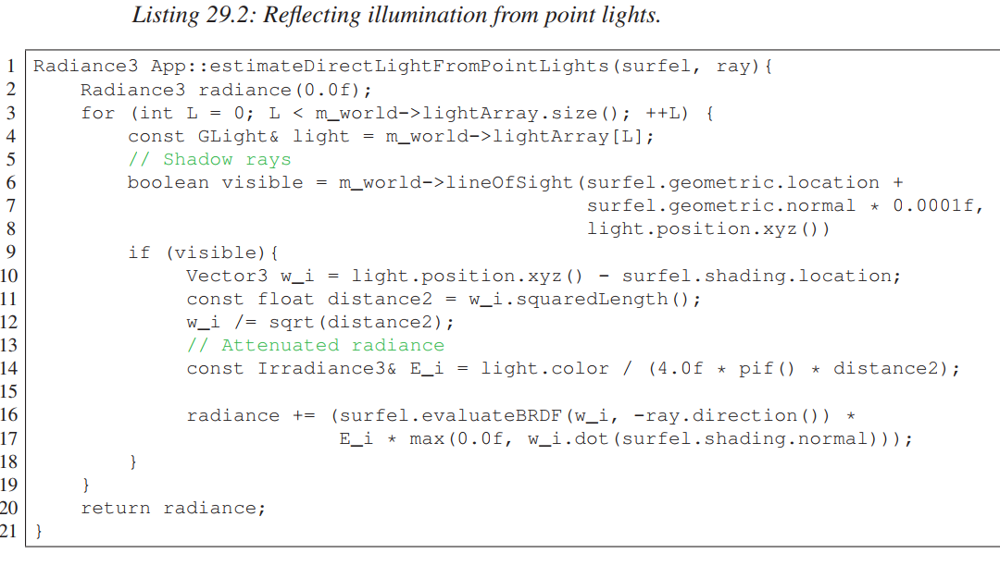 Listing 29.2: Reflecting illumination from point lights.
1 Radiance3 App::estimateDirectLightFromPointLights(surfel, ray){
2     Radiance3 radiance(0.0f);
3     for (int L = 0; L < m_world->lightArray.size(); ++L) {
4         const GLight& light = m_world->lightArray[L];
5         // Shadow rays
6         boolean visible = m_world->lineOfSight(surfel.geometric.location +
7                                                surfel.geometric.normal * 0.0001f,
8                                                light.position.xyz())
9         if (visible){
10             Vector3 w_i = light.position.xyz() - surfel.shading.location;
11             const float distance2 = w_i.squaredLength();
12             w_i /= sqrt(distance2);
13             // Attenuated radiance
14             const Irradiance3& E_i = light.color / (4.0f * pif() * distance2);
15
16             radiance += (surfel.evaluateBRDF(w_i, -ray.direction()) *
17                          E_i * max(0.0f, w_i.dot(surfel.shading.normal)));
18         }
19     }
20     return radiance;
21 }